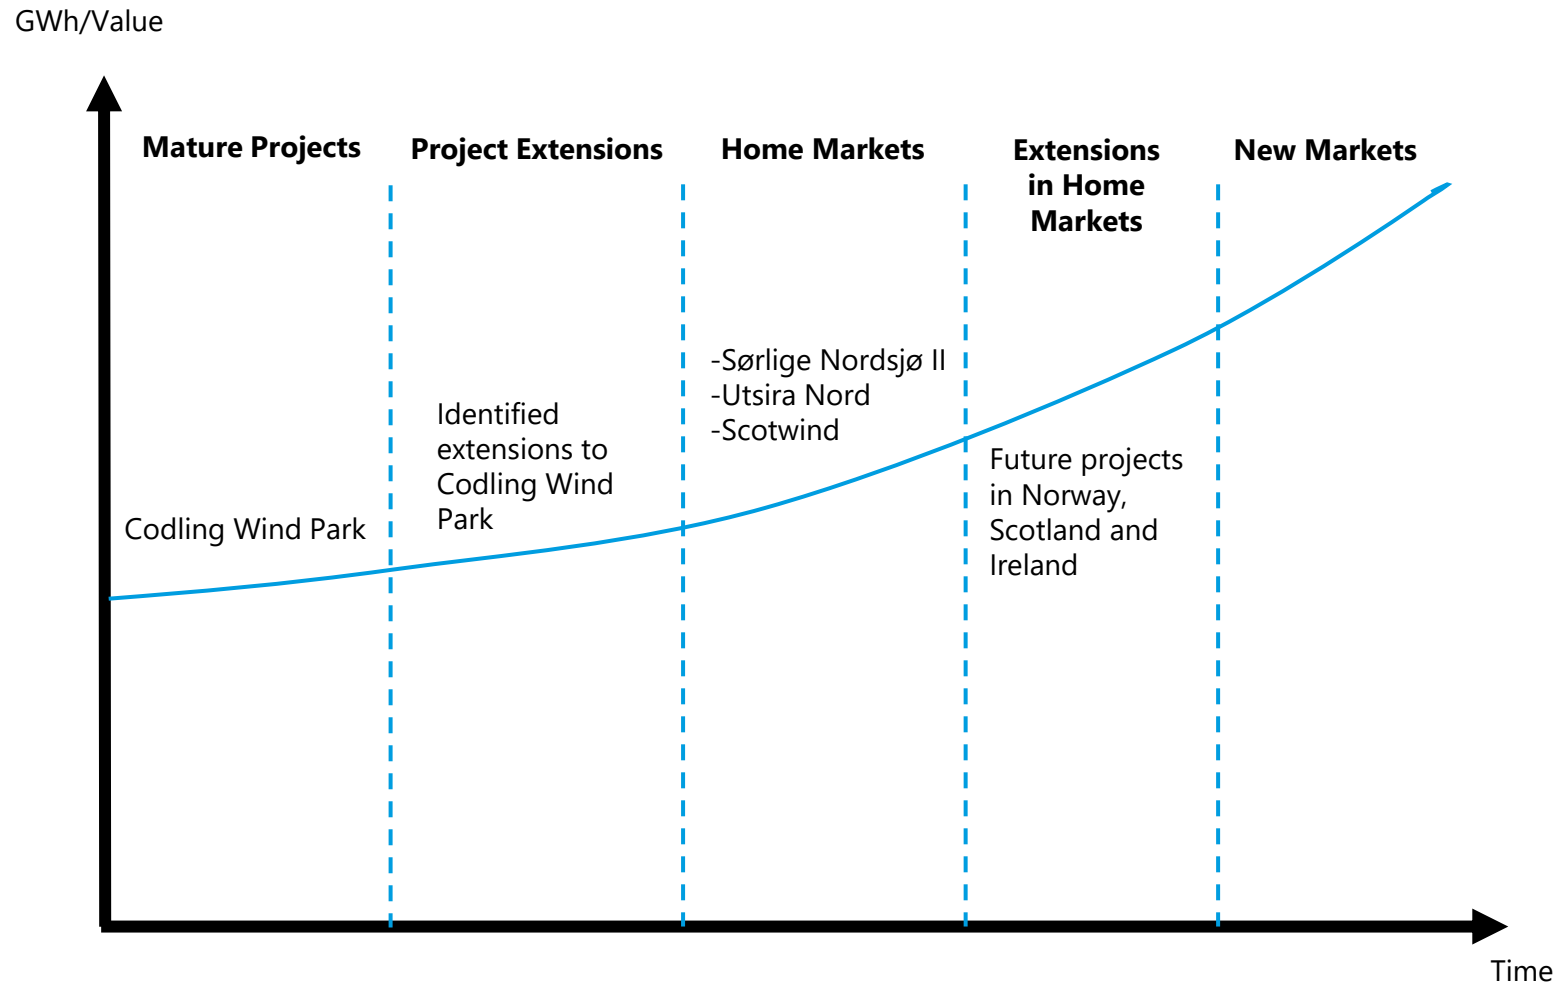 GWh/Value
Mature Projects
Project Extensions
Home Markets
Extensions
in Home
Markets
New Markets
Codling Wind Park
Identified
extensions to
Codling Wind
Park
-Sørlige Nordsjø II
-Utsira Nord
-Scotwind
Future projects
in Norway,
Scotland and
Ireland
Time